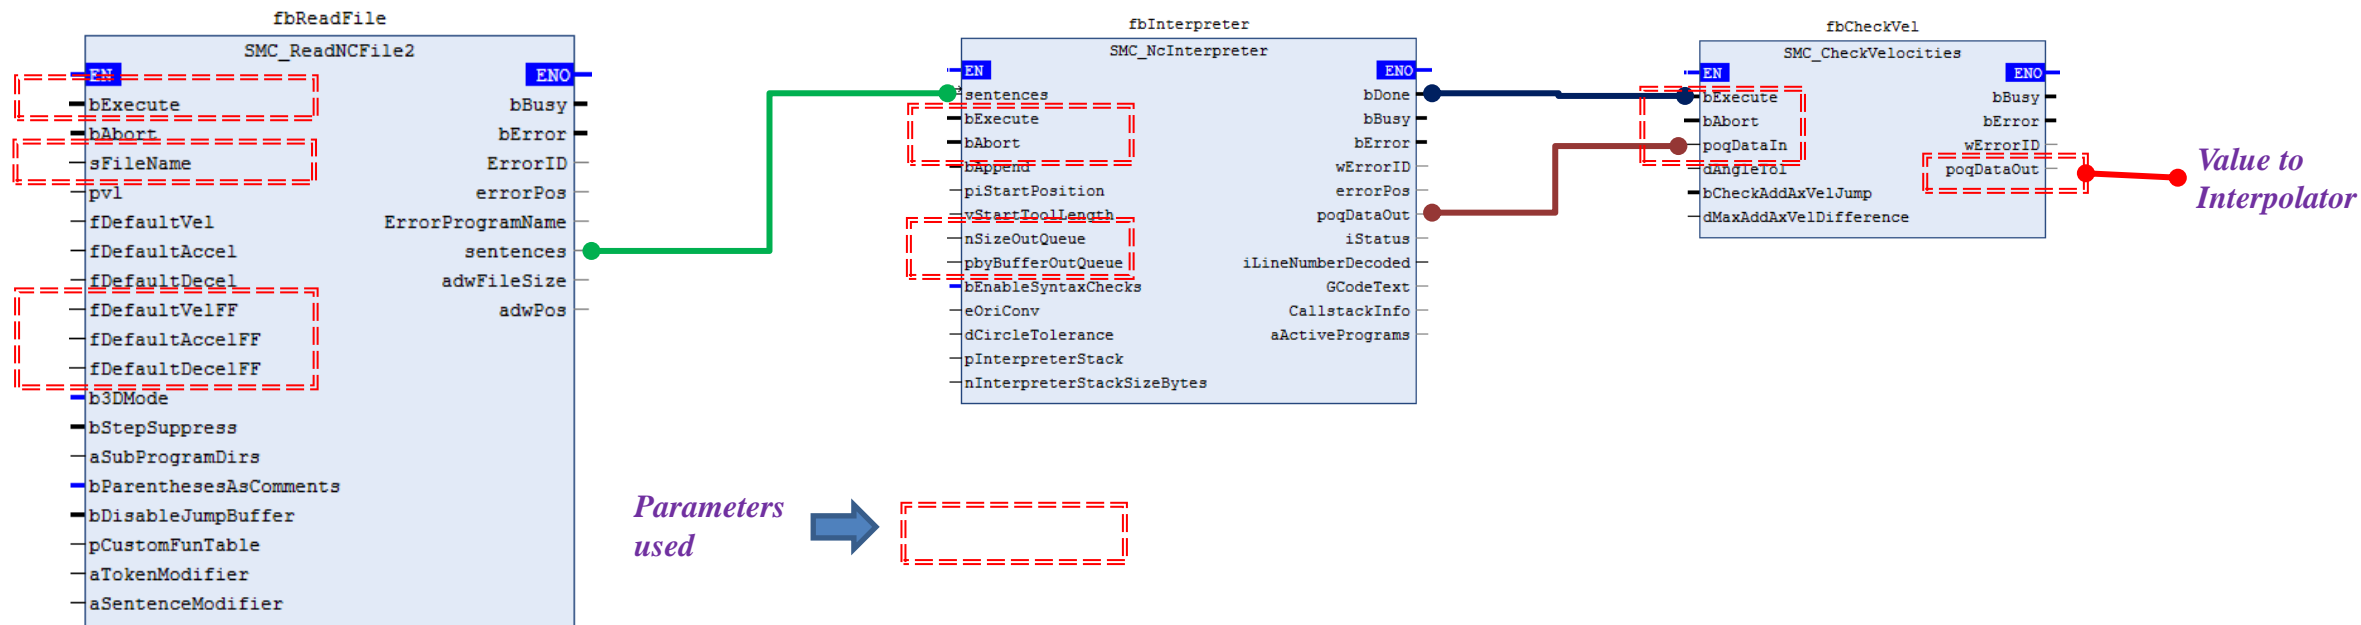 fbReadFile
SMC_ReadNCFile2
EN ENO
bExecute bBusy
bAbort bError
sFileName ErrorID
pvl errorPos
fDefaultVel ErrorProgramName
fDefaultAccel sentences
fDefaultDecel adwFileSize
fDefaultVelFF adwPos
fDefaultAccelFF
fDefaultDecelFF
b3DMode
bStepSuppress
aSubProgramDirs
bParenthesesAsComments
bDisableJumpBuffer
pCustomFunTable
aTokenModifier
aSentenceModifier
fbInterpreter
SMC_NcInterpreter
EN ENO
sentences bDone
bExecute bBusy
bAbort bError
bAppend wErrorID
piStartPosition errorPos
vStartToolLength poqDataOut
nSizeOutQueue iStatus
pbyBufferOutQueue iLineNumberDecoded
bEnableSyntaxChecks GCodeText
eOriConv CallstackInfo
dCircleTolerance aActivePrograms
pInterpreterStack
nInterpreterStackSizeBytes
fbCheckVel
SMC_CheckVelocities
EN ENO
bExecute bBusy
bAbort bError
poqDataIn wErrorID
dAngleTol poqDataOut
bCheckAddAxVelJump
dMaxAddAxVelDifference
Value to
Interpolator
Parameters
used